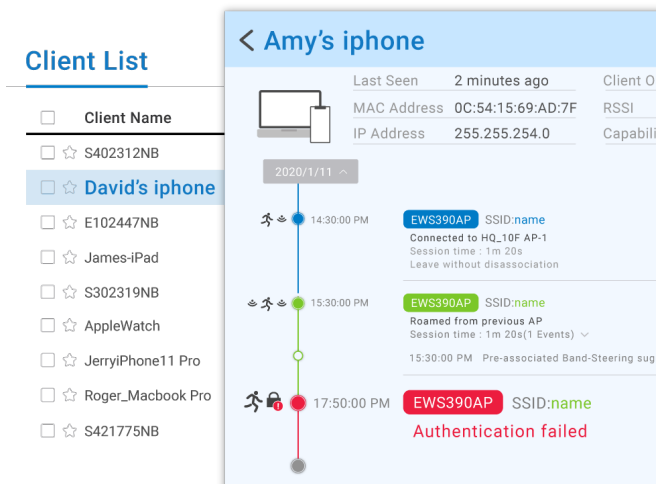 Client List
Client Name
S402312NB
David's iphone
E102447NB
James-iPad
S302319NB
AppleWatch
JerryiPhone11 Pro
Roger_Macbook Pro
S421775NB
Amy's iphone
Last Seen 2 minutes ago Client O
MAC Address 0C:54:15:69:AD:7F RSSI
IP Address 255.255.254.0 Capabili
2020/1/11
14:30:00 PM EWS390AP SSID:name
Connected to HQ_10F AP-1
Session time : 1m 20s
Leave without disassociation
15:30:00 PM EWS390AP SSID:name
Roamed from previous AP
Session time : 1m 20s(1 Events)
15:30:00 PM Pre-associated Band-Steering sug
17:50:00 PM EWS390AP SSID:name
Authentication failed